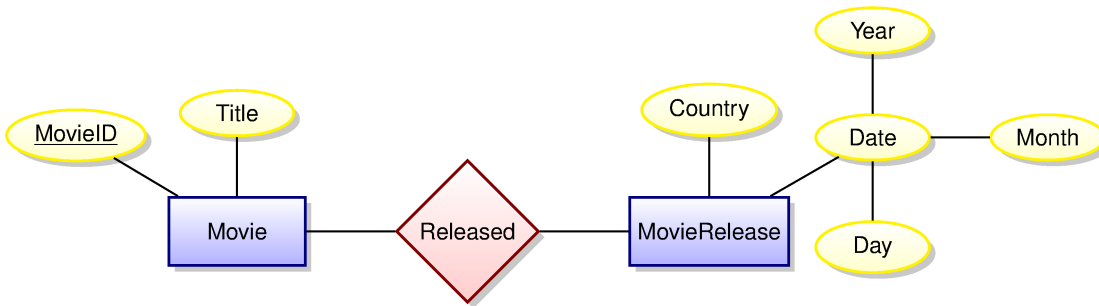 Year
Title
Country
MovieID
Date
Month
Movie
Released
MovieRelease
Day